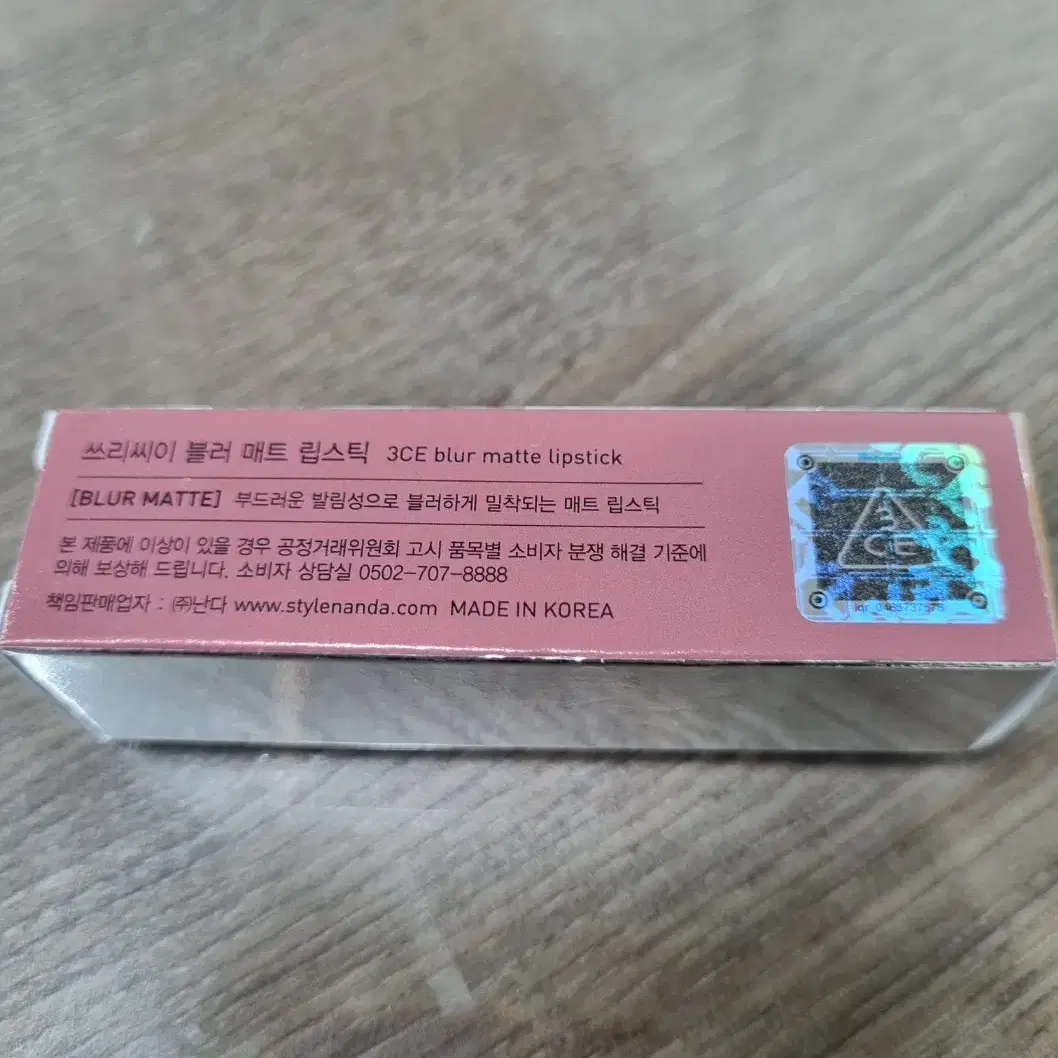 쓰리씨이 블러 매트 립스틱 3CE blur matte lipstick
[BLUR MATTE] 부드러운 발림성으로 블러하게 밀착되는 매트 립스틱
본 제품에 이상이 있을 경우 공정거래위원회 고시 품목별 소비자 분쟁 해결 기준에
의해 보상해 드립니다. 소비자 상담실 0502-707-8888
책임판매업자 : ㈜난다 www.stylenanda.com MADE IN KOREA
3
CE